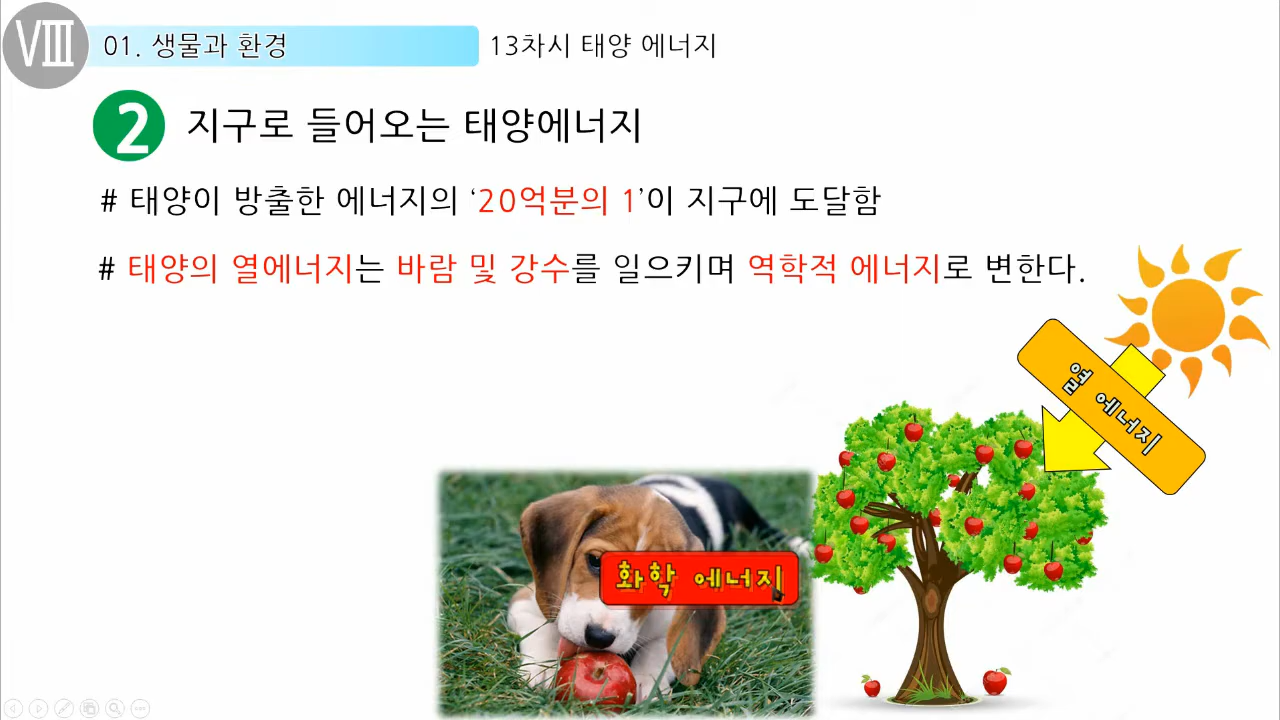 Ⅷ
01. 생물과 환경
13차시 태양 에너지
2 지구로 들어오는 태양에너지
# 태양이 방출한 에너지의 ‘20억분의 1’이 지구에 도달함
# 태양의 열에너지는 바람 및 강수를 일으키며 역학적 에너지로 변한다.
열 에너지
화학 에너지